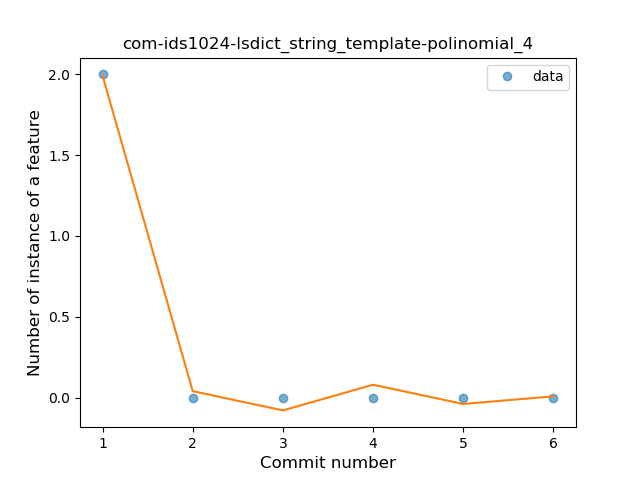 com-ids1024-lsdict_string_template-polinomial_4
data
Number of instance of a feature
2.0
1.5
1.0
0.5
0.0
1 2 3 4 5 6
Commit number